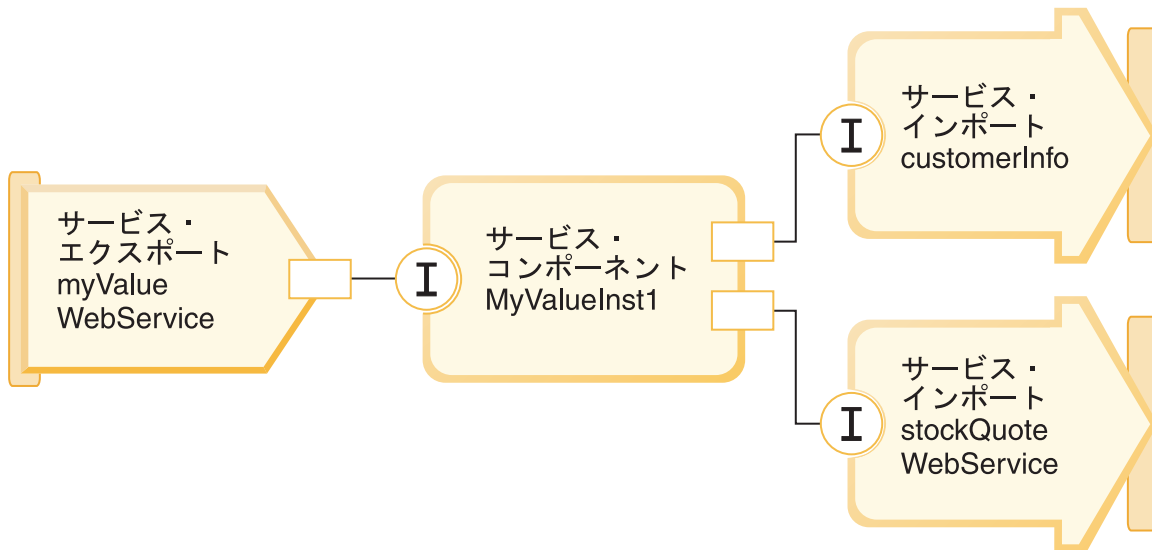 サービス・
エクスポート
myValue
WebService
サービス・
コンポーネント
MyValueInst1
サービス・
インポート
customerInfo
サービス・
インポート
stockQuote
WebService
I
I
I